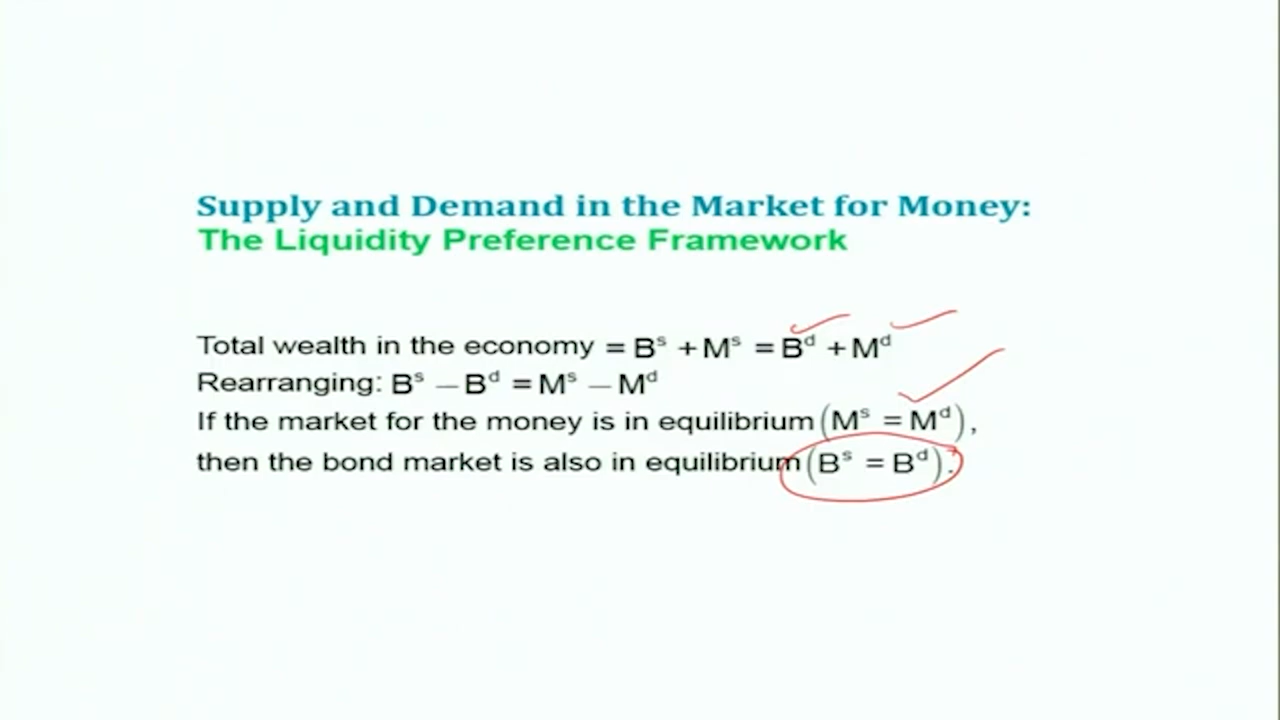 Supply and Demand in the Market for Money:
The Liquidity Preference Framework
Total wealth in the economy = Bˢ + Mˢ = Bᵈ + Mᵈ
Rearranging: Bˢ – Bᵈ = Mˢ – Mᵈ
If the market for the money is in equilibrium (Mˢ = Mᵈ),
then the bond market is also in equilibrium (Bˢ = Bᵈ).